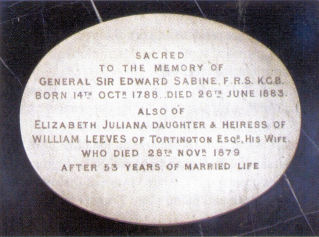 SACRED
TO THE MEMORY OF
GENERAL SIR EDWARD SABINE, F.R.S. K.C.B.
BORN 14TH OCTR 1788. DIED 26TH JUNE 1883.
ALSO OF
ELIZABETH JULIANA DAUGHTER & HEIRESS OF
WILLIAM LEEVES OF TORTINGTON ESQR, HIS WIFE
WHO DIED 28TH NOVR 1879
AFTER 53 YEARS OF MARRIED LIFE